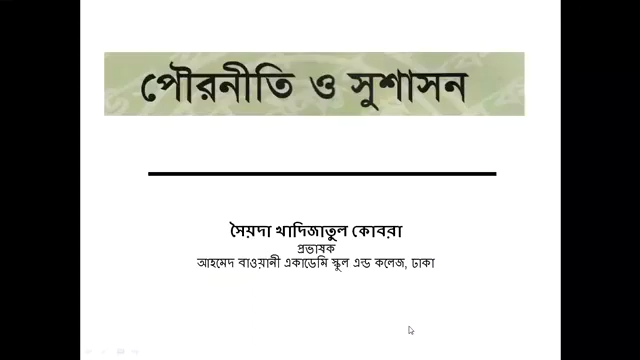 পৌরনীতি ও সুশাসন
সৈয়দা খাদিজাতুল কোবরা
প্রভাষক
আহমেদ বাওয়ানী একাডেমি স্কুল এন্ড কলেজ, ঢাকা